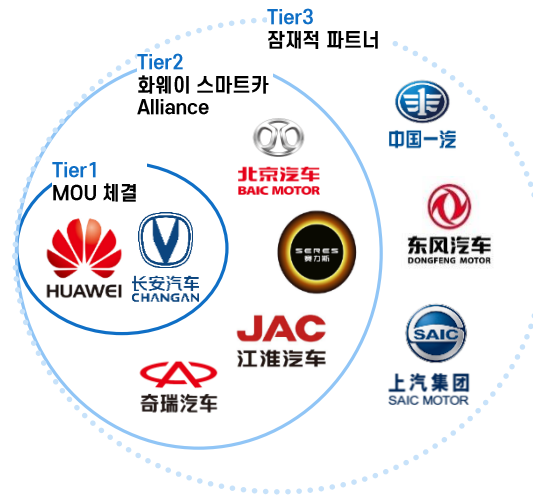 Tier3
잠재적 파트너
Tier2
화웨이 스마트카
Alliance
中国一汽
北京汽车
BAIC MOTOR
Tier1
MOU 체결
东风汽车
DONGFENG MOTOR
SERES
赛力斯
HUAWEI
长安汽车
CHANGAN
JAC
江淮汽车
SAIC
上汽集团
SAIC MOTOR
奇瑞汽车